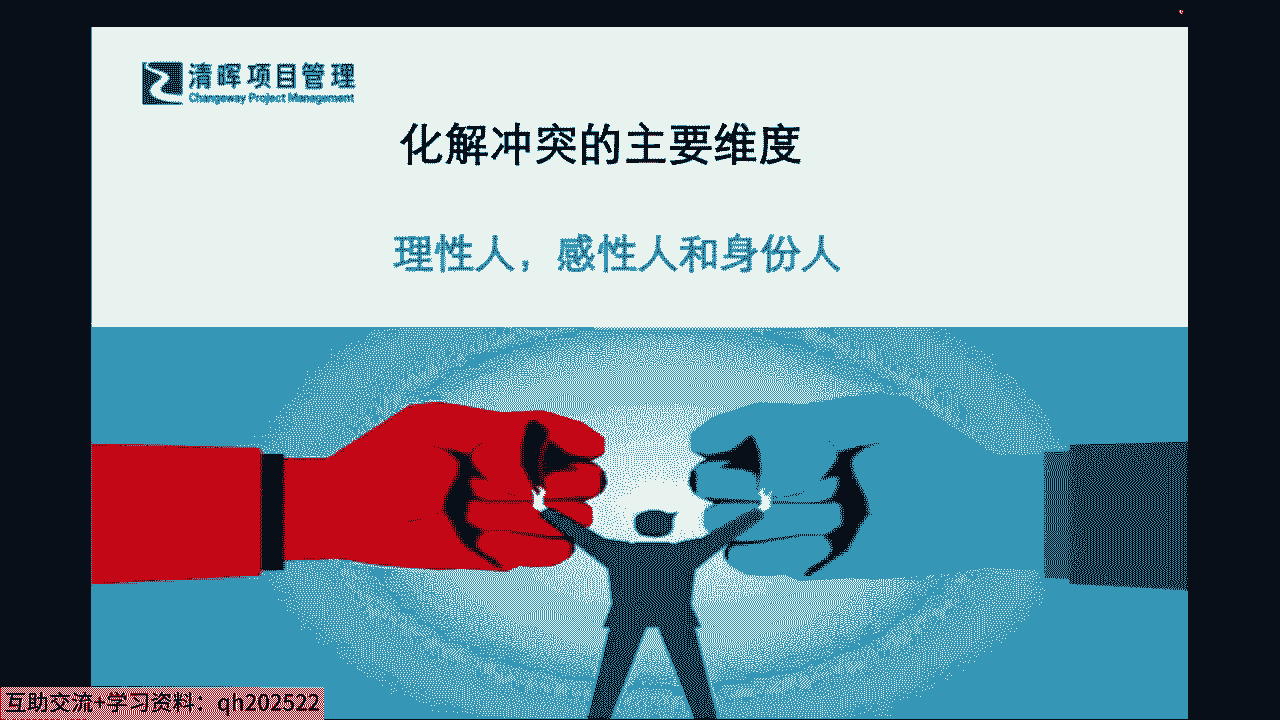 清晖项目管理
Changeway Project Management
化解冲突的主要维度
理性人，感性人和身份人
互助交流+学习资料：qh202522